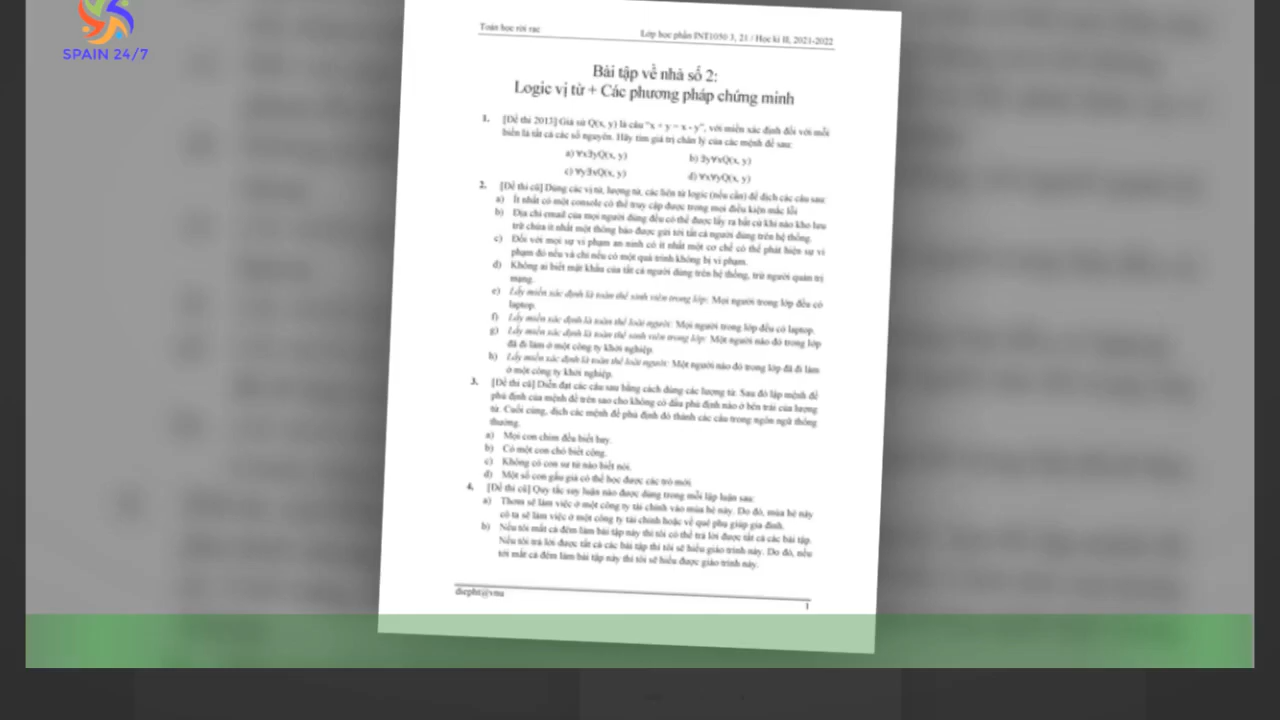 SPAIN 24/7
Toán học rời rạc
Lớp học phần INT1050 3, 21 / Học kì II, 2021-2022
Bài tập về nhà số 2:
Logic vị từ + Các phương pháp chứng minh
1. [Đề thi 2013] Giả sử Q(x, y) là câu “x + y = x - y”, với miền xác định đối với mỗi
biến là tất cả các số nguyên. Hãy tìm giá trị chân lý của các mệnh đề sau:
a) ∀x∃yQ(x, y)
b) ∃y∀xQ(x, y)
c) ∀y∃xQ(x, y)
d) ∀x∀yQ(x, y)
2. [Đề thi cũ] Dùng các vị từ, lượng từ, các liên từ logic (nếu cần) để dịch các câu sau:
a) Ít nhất có một console có thể truy cập được trong mọi điều kiện mắc lỗi
b) Địa chỉ email của mọi người dùng đều có thể được lấy ra bất cứ khi nào kho lưu
trữ chứa ít nhất một thông báo được gửi tới tất cả người dùng trên hệ thống.
c) Đối với mọi sự vi phạm an ninh có ít nhất một cơ chế có thể phát hiện sự vi
phạm đó nếu và chỉ nếu có một quá trình không bị vi phạm.
d) Không ai biết mật khẩu của tất cả người dùng trên hệ thống, trừ người quản trị
mạng.
e) Lấy miền xác định là toàn thể sinh viên trong lớp: Mọi người trong lớp đều có
laptop.
f) Lấy miền xác định là toàn thể loài người: Mọi người trong lớp đều có laptop.
g) Lấy miền xác định là toàn thể sinh viên trong lớp: Một người nào đó trong lớp
đã đi làm ở một công ty khởi nghiệp.
h) Lấy miền xác định là toàn thể loài người: Một người nào đó trong lớp đã đi làm
ở một công ty khởi nghiệp.
3. [Đề thi cũ] Diễn đạt các câu sau bằng cách dùng các lượng từ. Sau đó lập mệnh đề
phủ định của mệnh đề trên sao cho không có dấu phủ định nào ở bên trái của lượng
từ. Cuối cùng, dịch các mệnh đề phủ định đó thành các câu trong ngôn ngữ thông
thường.
a) Mọi con chim đều biết bay.
b) Có một con chó biết cộng.
c) Không có con sư tử nào biết nói.
d) Một số con gấu già có thể học được các trò mới
4. [Đề thi cũ] Quy tắc suy luận nào được dùng trong mỗi lập luận sau:
a) Thơm sẽ làm việc ở một công ty tài chính vào mùa hè này. Do đó, mùa hè này
cô ta sẽ làm việc ở một công ty tài chính hoặc về quê phụ giúp gia đình.
b) Nếu tôi mất cả đêm làm bài tập này thì tôi có thể trả lời được tất cả các bài tập.
Nếu tôi trả lời được tất cả các bài tập thì tôi sẽ hiểu giáo trình này. Do đó, nếu
tôi mất cả đêm làm bài tập này thì tôi sẽ hiểu được giáo trình này.
diepht@vnu
1